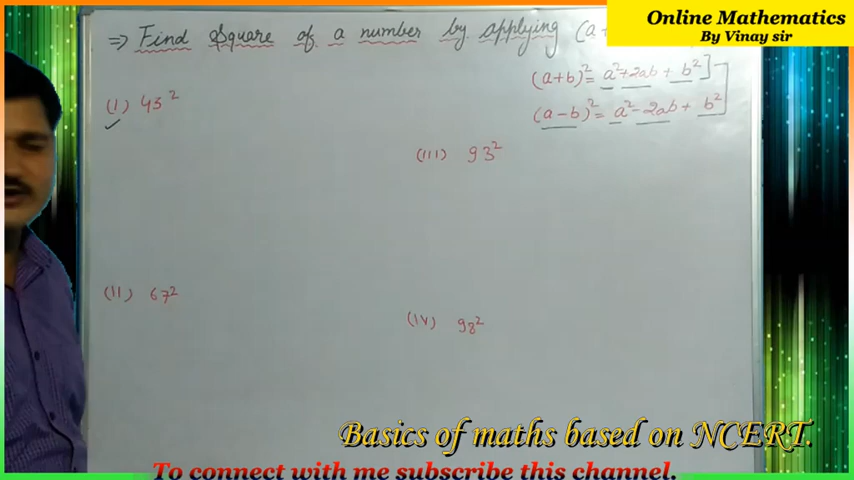 ⇒ Find Square of a number by applying (a+
Online Mathematics
By Vinay sir
(a+b)² = a²+2ab + b²]
(a-b)² = a²-2ab + b²
(I) 43²
(III) 93²
(II) 67²
(IV) 98²
Basics of maths based on NCERT.
To connect with me subscribe this channel.